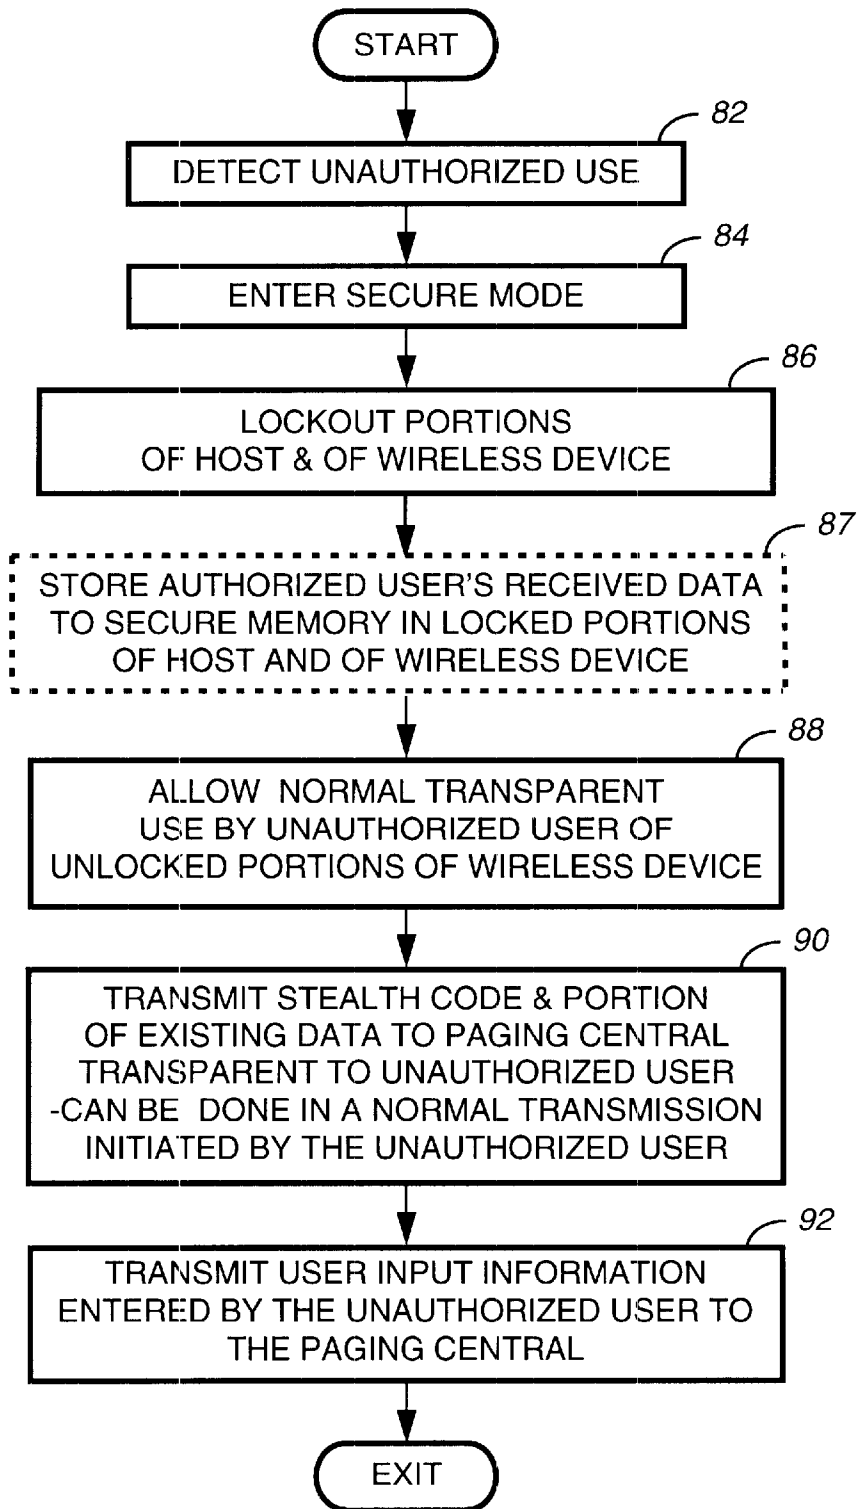 START
82
DETECT UNAUTHORIZED USE
84
ENTER SECURE MODE
86
LOCKOUT PORTIONS
OF HOST & OF WIRELESS DEVICE
87
STORE AUTHORIZED USER'S RECEIVED DATA
TO SECURE MEMORY IN LOCKED PORTIONS
OF HOST AND OF WIRELESS DEVICE
88
ALLOW NORMAL TRANSPARENT
USE BY UNAUTHORIZED USER OF
UNLOCKED PORTIONS OF WIRELESS DEVICE
90
TRANSMIT STEALTH CODE & PORTION
OF EXISTING DATA TO PAGING CENTRAL
TRANSPARENT TO UNAUTHORIZED USER
-CAN BE DONE IN A NORMAL TRANSMISSION
INITIATED BY THE UNAUTHORIZED USER
92
TRANSMIT USER INPUT INFORMATION
ENTERED BY THE UNAUTHORIZED USER TO
THE PAGING CENTRAL
EXIT